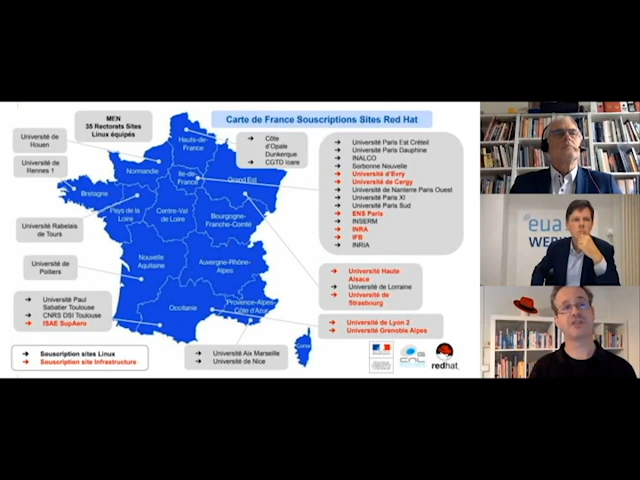 Carte de France Souscriptions Sites Red Hat
MEN
35 Rectorats Sites
Linux équipés
Université de
Rouen
Université de
Rennes 1
Université Rabelais
de Tours
Université de
Poitiers
➔ Université Paul
Sabatier Toulouse
➔ CNRS DSI Toulouse
➔ ISAE SupAero
➔ Souscription sites Linux
➔ Souscription site Infrastructure
Hauts-de-
France
Normandie
Ile-de-
France
Grand Est
Bretagne
Pays de la
Loire
Centre-Val
de Loire
Bourgogne-
Franche-Comté
Nouvelle
Aquitaine
Auvergne-Rhône-
Alpes
Occitanie
Provence-Alpes-
Côte d'Azur
Corse
➔ Côte
d'Opale
Dunkerque
➔ CGTD Icare
➔ Université Paris Est Créteil
➔ Université Paris Dauphine
➔ INALCO
➔ Sorbonne Nouvelle
➔ Université d'Evry
➔ Université de Cergy
➔ Université de Nanterre Paris Ouest
➔ Université Paris XI
➔ Université Paris Sud
➔ ENS Paris
➔ INSERM
➔ INRA
➔ IFB
➔ INRIA
➔ Université Haute
Alsace
➔ Université de Lorraine
➔ Université de
Strasbourg
➔ Université de Lyon 2
➔ Université Grenoble Alpes
➔ Université Aix Marseille
➔ Université de Nice
redhat.